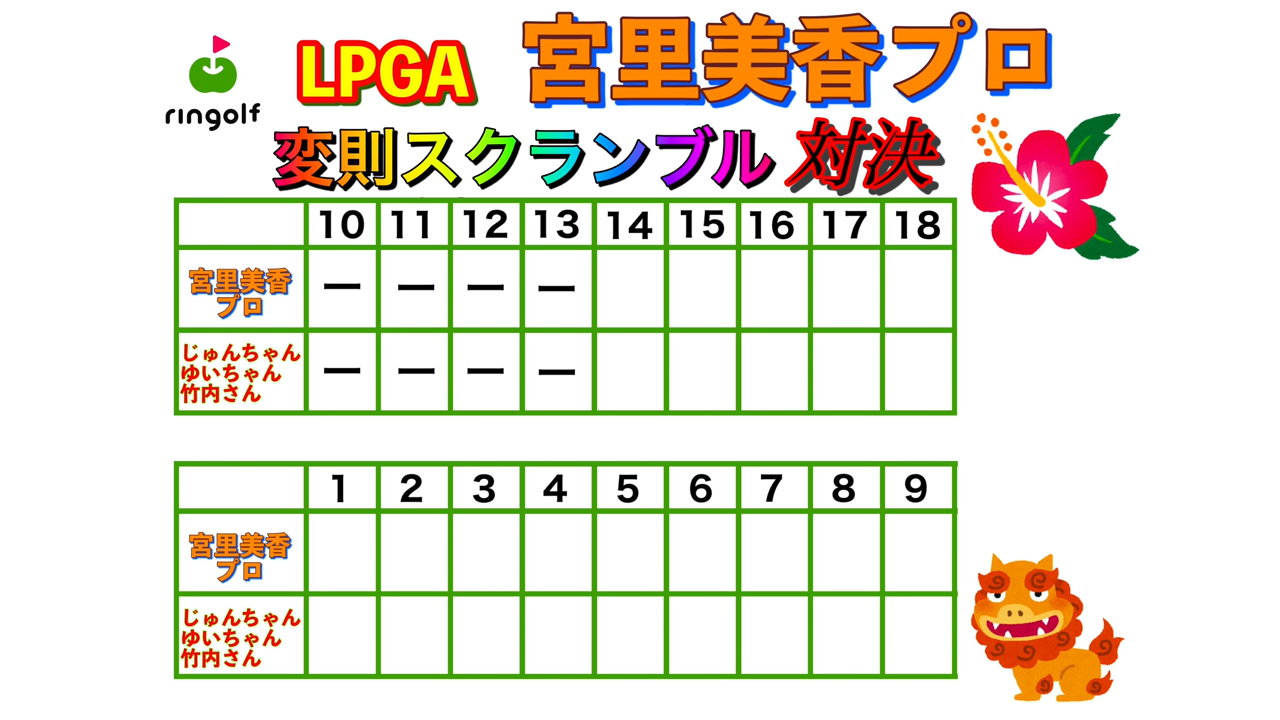 ringolf
LPGA 宮里美香プロ
変則スクランブル 対決
10 11 12 13 14 15 16 17 18
宮里美香
プロ
ー ー ー ー
じゅんちゃん
ゆいちゃん
竹内さん
ー ー ー ー
1 2 3 4 5 6 7 8 9
宮里美香
プロ
じゅんちゃん
ゆいちゃん
竹内さん